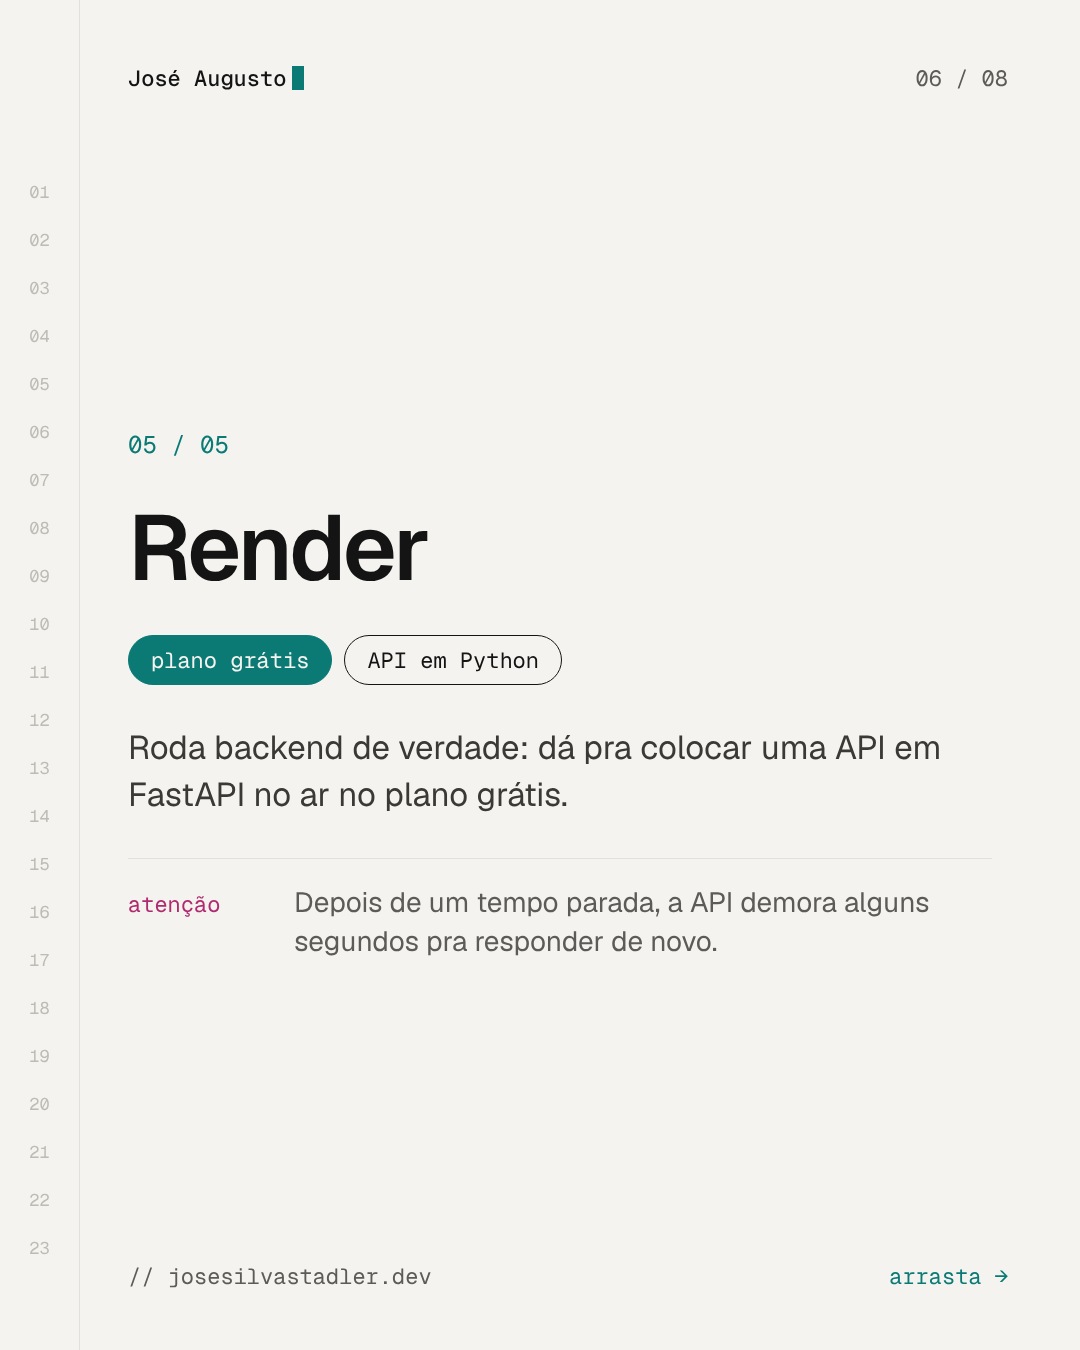 José Augusto
06 / 08
01
02
03
04
05
06
07
08
09
10
11
12
13
14
15
16
17
18
19
20
21
22
23
05 / 05
Render
plano grátis
API em Python
Roda backend de verdade: dá pra colocar uma API em
FastAPI no ar no plano grátis.
atenção
Depois de um tempo parada, a API demora alguns
segundos pra responder de novo.
// josesilvastadler.dev
arrasta →